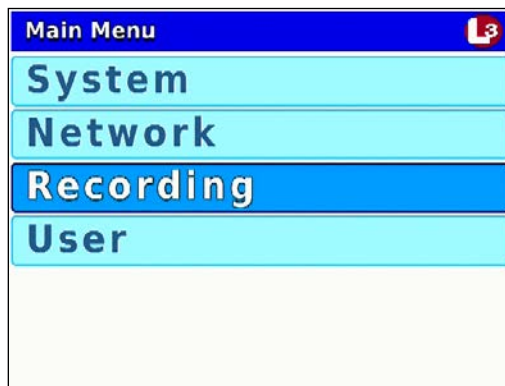 Main Menu
L3
System
Network
Recording
User